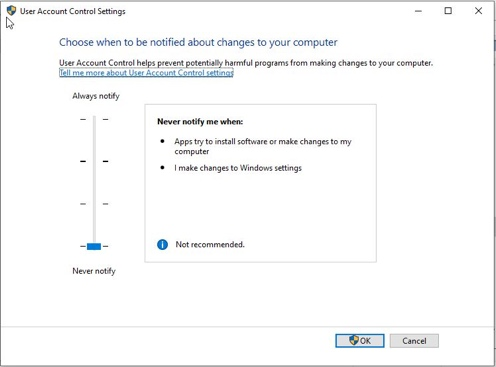 User Account Control Settings
Choose when to be notified about changes to your computer
User Account Control helps prevent potentially harmful programs from making changes to your computer.
Tell me more about User Account Control settings
Always notify
Never notify me when:
Apps try to install software or make changes to my
computer
I make changes to Windows settings
Not recommended.
Never notify
OK
Cancel